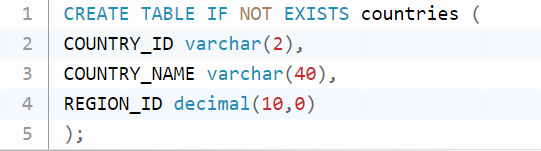 1 CREATE TABLE IF NOT EXISTS countries (
2 COUNTRY_ID varchar(2),
3 COUNTRY_NAME varchar(40),
4 REGION_ID decimal(10,0)
5 );